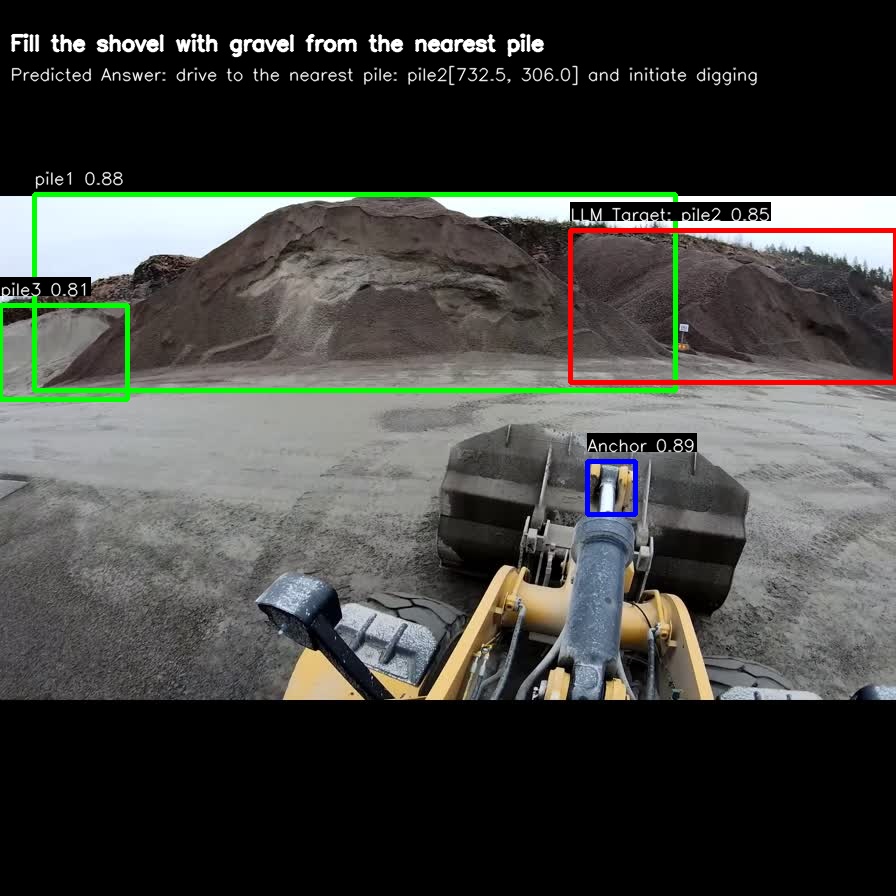 Fill the shovel with gravel from the nearest pile
Predicted Answer: drive to the nearest pile: pile2[732.5, 306.0] and initiate digging
pile1 0.88
LLM Target: pile2 0.85
pile3 0.81
Anchor 0.89